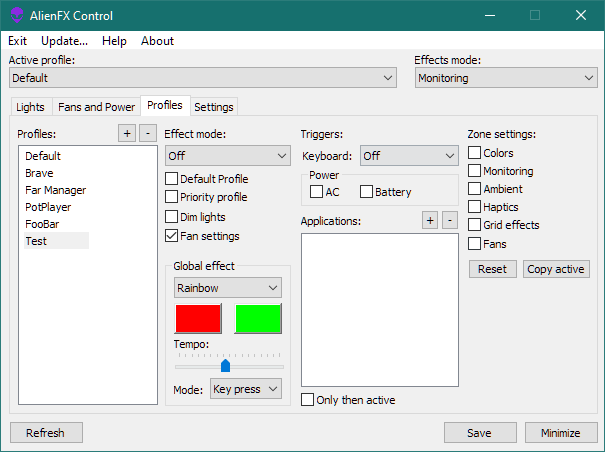 AlienFX Control
Exit Update... Help About
Active profile: Effects mode:
Default Monitoring
Lights Fans and Power Profiles Settings
Profiles: + - Effect mode: Triggers: Zone settings:
Default Off Keyboard: Off Colors
Brave Default Profile Power Monitoring
Far Manager Priority profile AC Battery Ambient
PotPlayer Dim lights Applications: + - Haptics
FooBar Fan settings Grid effects
Test Fans
Global effect Reset Copy active
Rainbow
Tempo:
Mode: Key press
Only then active
Refresh Save Minimize